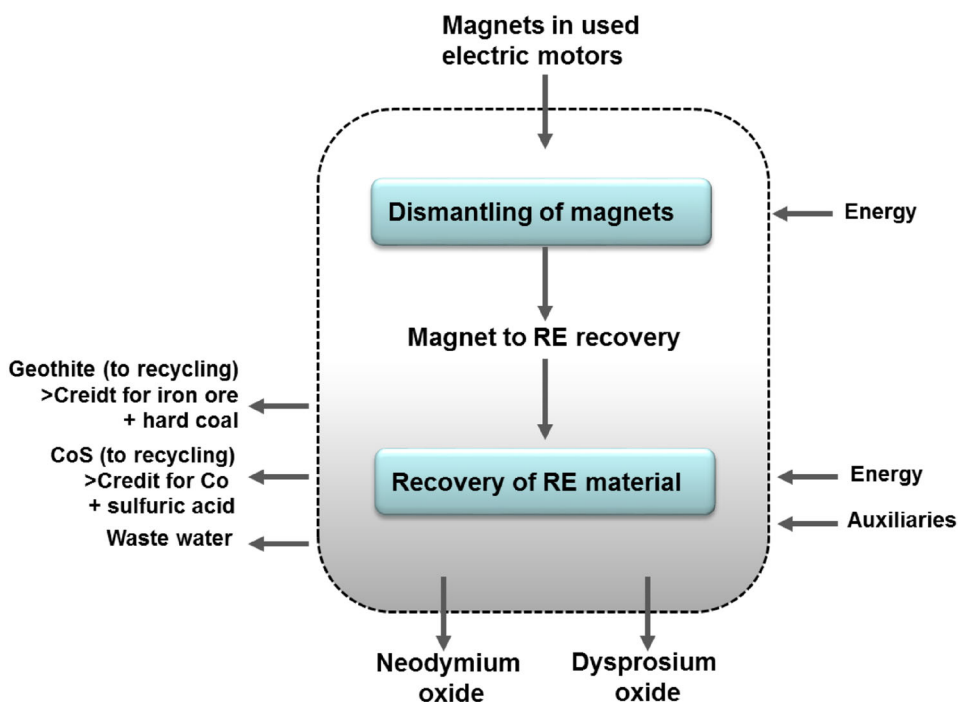 Magnets in used
electric motors
Dismantling of magnets
Energy
Magnet to RE recovery
Geothite (to recycling)
>Creidt for iron ore
+ hard coal
CoS (to recycling)
>Credit for Co
+ sulfuric acid
Waste water
Recovery of RE material
Energy
Auxiliaries
Neodymium
oxide
Dysprosium
oxide